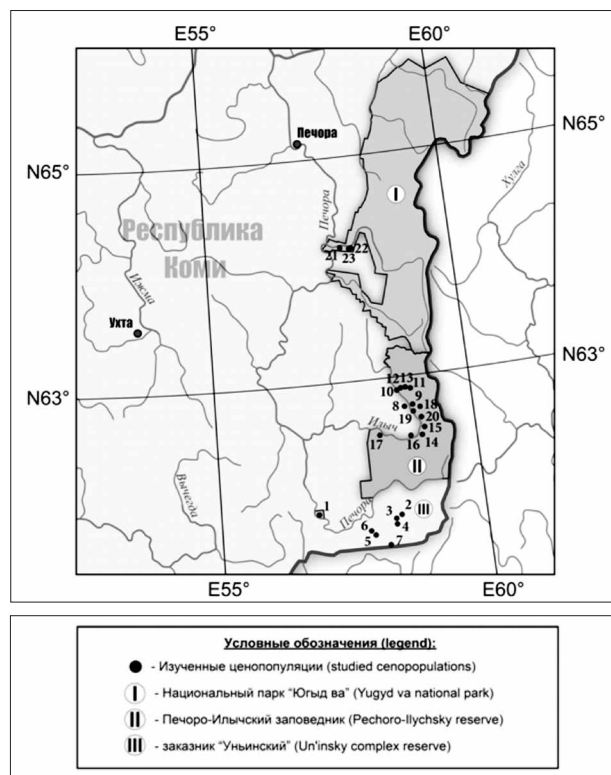 E55° E60°
Печора
N65° N65°
Хулга
I
Печора
Республика
Коми
21 23 22
Ижма
Ухта
N63°
12 13 11
10 9
N63° 8 18
19 20
Илыч 15
17 16 14
II
Вычегда
1 Печора 3 2 III
6 4
5 7
E55° E60°
Условные обозначения (legend):
- Изученные ценопопуляции (studied cenopopulations)
I - Национальный парк "Югыд ва" (Yugyd va national park)
II - Печоро-Илычский заповедник (Pechoro-Ilychsky reserve)
III - заказник "Уньинский" (Un'insky complex reserve)